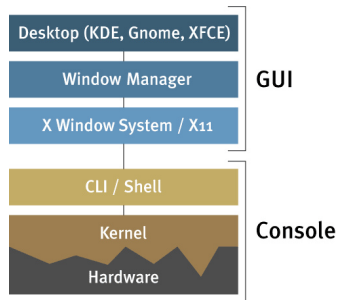 Desktop (KDE, Gnome, XFCE)
Window Manager
GUI
X Window System / X11
CLI / Shell
Kernel
Console
Hardware